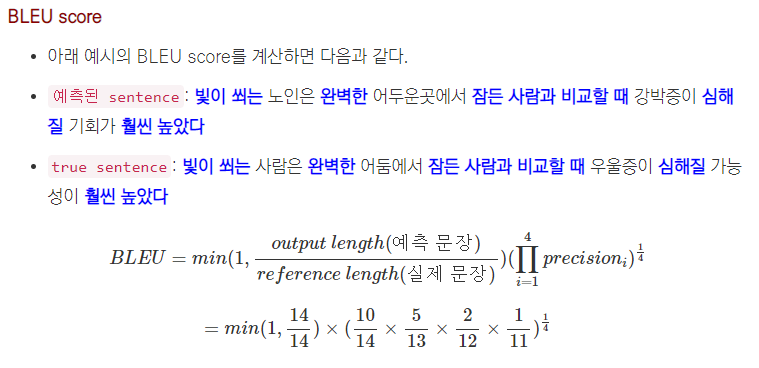 BLEU score
• 아래 예시의 BLEU score를 계산하면 다음과 같다.
• 예측된 sentence: 빛이 쐬는 노인은 완벽한 어두운곳에서 잠든 사람과 비교할 때 강박증이 심해
질 기회가 훨씬 높았다
• true sentence: 빛이 쐬는 사람은 완벽한 어둠에서 잠든 사람과 비교할 때 우울증이 심해질 가능
성이 훨씬 높았다
BLEU = min(1, \frac{output length(예측 문장)}{reference length(실제 문장)})(\prod_{i=1}^{4} precision_i)^{\frac{1}{4}}
= min(1, \frac{14}{14}) × (\frac{10}{14} × \frac{5}{13} × \frac{2}{12} × \frac{1}{11})^{\frac{1}{4}}